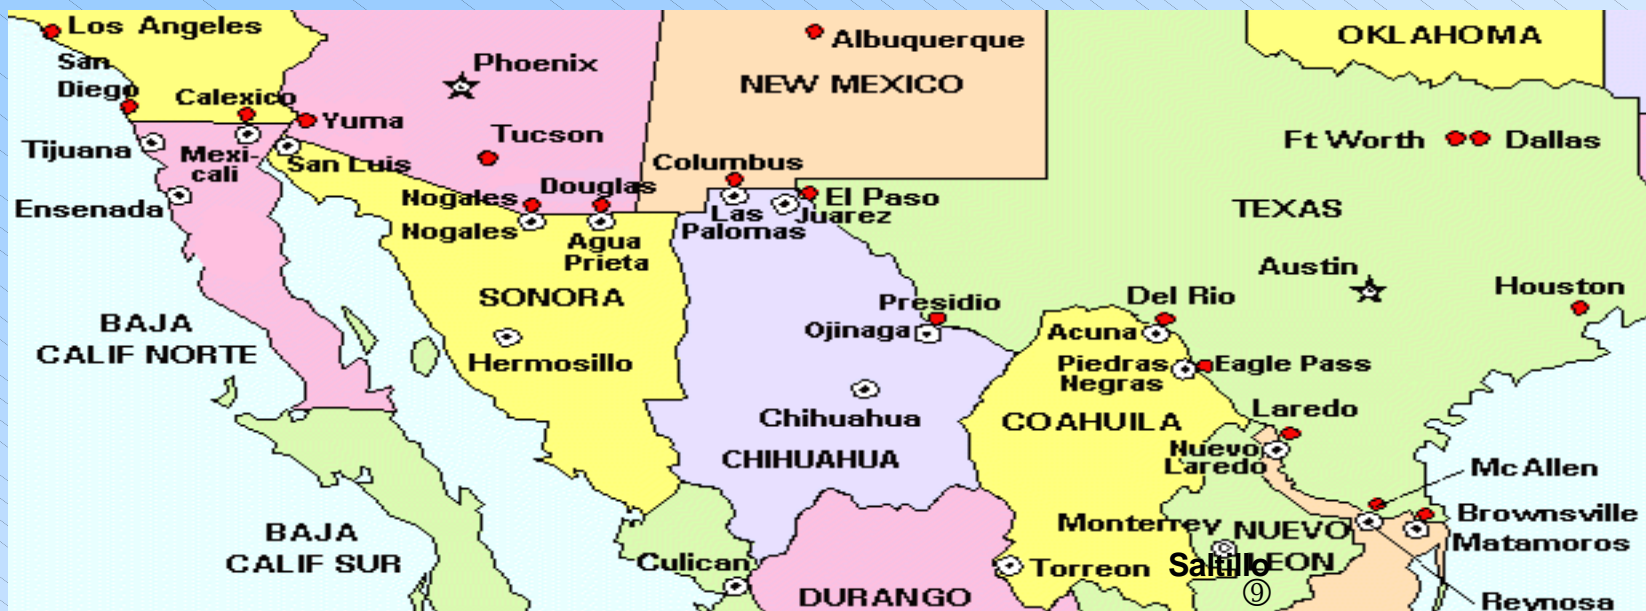 Los Angeles
Albuquerque
OKLAHOMA
San
Diego
Phoenix
NEW MEXICO
Calexico
Yuma
Tucson
Ft Worth
Dallas
Tijuana
Mexi-
cali
San Luis
Columbus
Ensenada
Nogales
Douglas
El Paso
TEXAS
Las
Palomas
Juarez
Nogales
Agua
Prieta
Austin
SONORA
Presidio
Del Rio
Houston
BAJA
CALIF NORTE
Ojinaga
Acuna
Hermosillo
Piedras
Negras
Eagle Pass
Chihuahua
COAHUILA
Laredo
CHIHUAHUA
Nuevo
Laredo
McAllen
BAJA
CALIF SUR
Monterrey
NUEVO
LEON
Brownsville
Matamoros
Culican
Torreon
Saltillo
⑨
DURANGO
Reynosa